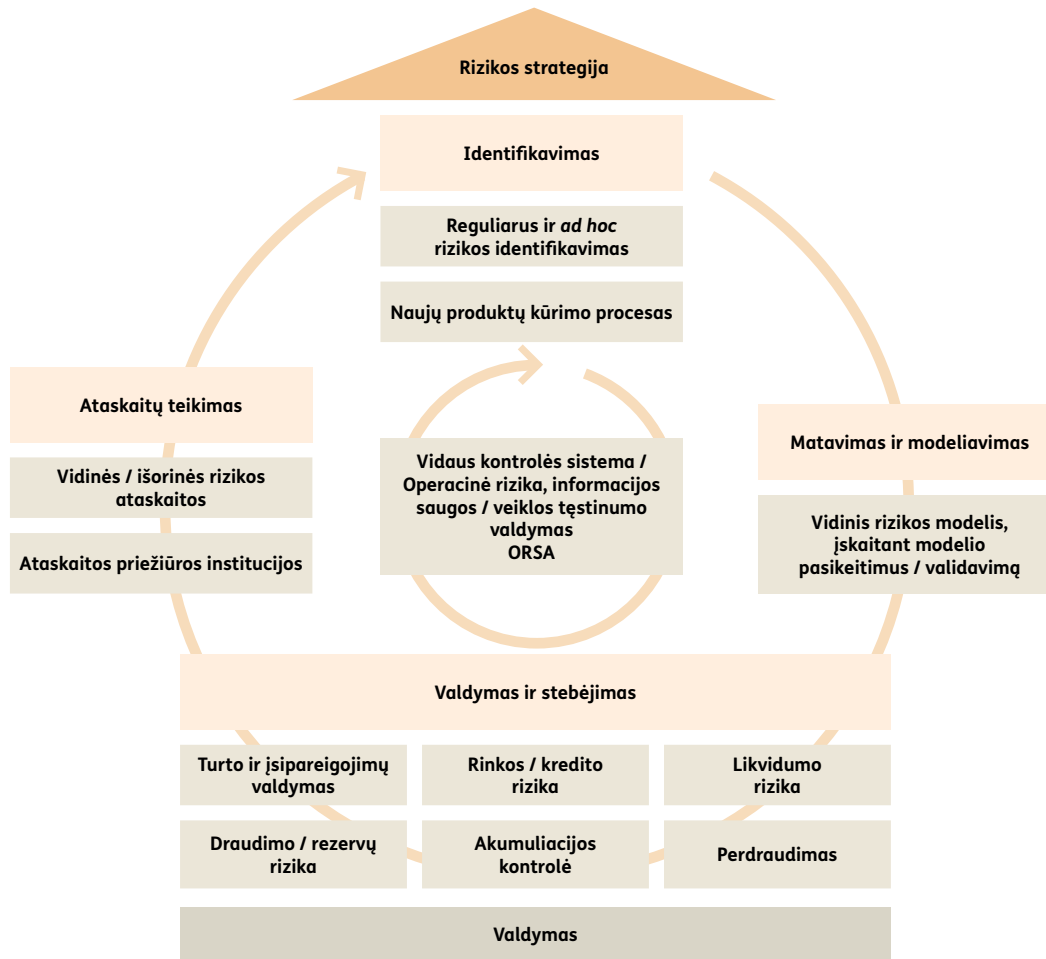 Rizikos strategija
Identifikavimas
Reguliarus ir ad hoc
rizikos identifikavimas
Naujų produktų kūrimo procesas
Ataskaitų teikimas
Vidinės / išorinės rizikos
ataskaitos
Ataskaitos priežiūros institucijos
Vidaus kontrolės sistema /
Operacinė rizika, informacijos
saugos / veiklos tęstinumo
valdymas
ORSA
Matavimas ir modeliavimas
Vidinis rizikos modelis,
įskaitant modelio
pasikeitimus / validavimą
Valdymas ir stebėjimas
Turto ir įsipareigojimų
valdymas
Rinkos / kredito
rizika
Likvidumo
rizika
Draudimo / rezervų
rizika
Akumuliacijos
kontrolė
Perdraudimas
Valdymas